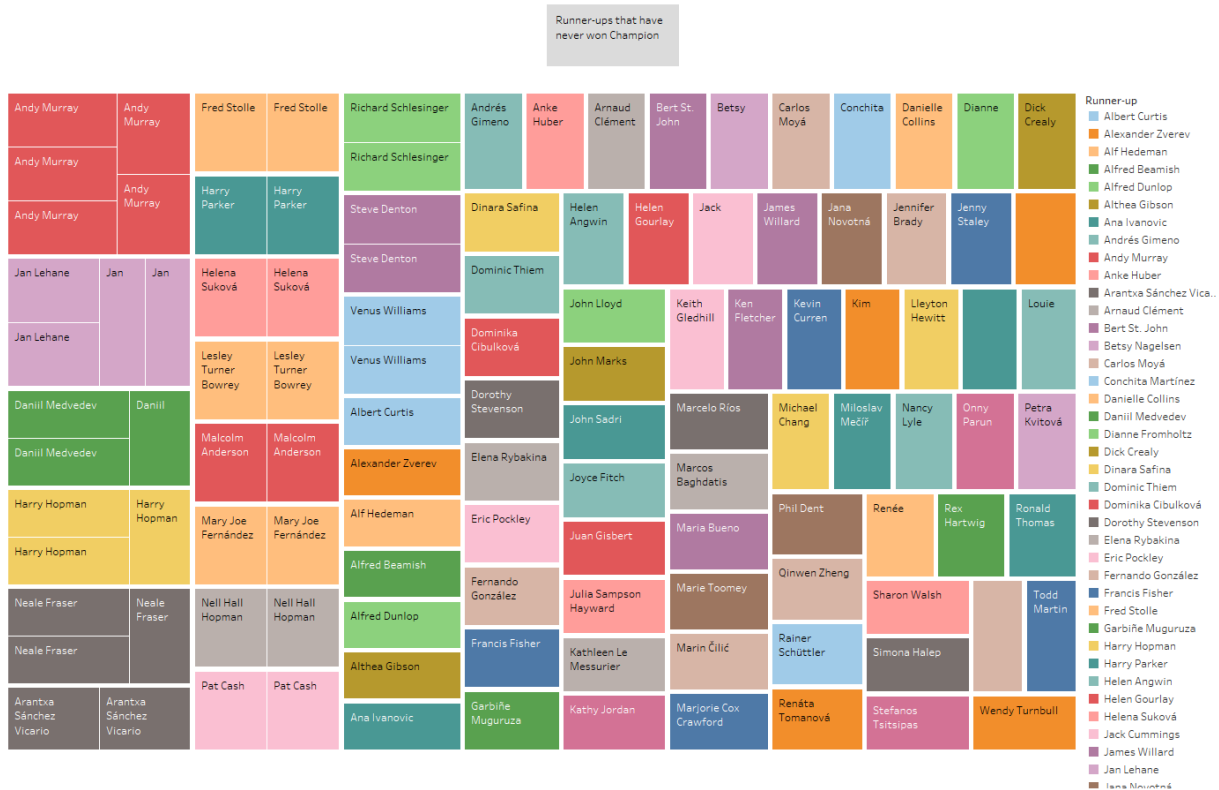 Runner-ups that have
never won Champion
Andy Murray
Andy
Murray
Andy Murray
Andy Murray
Andy
Murray
Jan Lehane
Jan
Jan
Jan Lehane
Daniil Medvedev
Daniil
Daniil Medvedev
Harry Hopman
Harry
Hopman
Harry Hopman
Neale Fraser
Neale
Fraser
Neale Fraser
Arantxa
Sánchez
Vicario
Arantxa
Sánchez
Vicario
Fred Stolle
Fred Stolle
Harry
Parker
Harry
Parker
Helena
Suková
Helena
Suková
Lesley
Turner
Bowrey
Lesley
Turner
Bowrey
Malcolm
Anderson
Malcolm
Anderson
Mary Joe
Fernández
Mary Joe
Fernández
Nell Hall
Hopman
Nell Hall
Hopman
Pat Cash
Pat Cash
Richard Schlesinger
Richard Schlesinger
Steve Denton
Steve Denton
Venus Williams
Venus Williams
Albert Curtis
Alexander Zverev
Alf Hedeman
Alfred Beamish
Alfred Dunlop
Althea Gibson
Ana Ivanovic
Andrés
Gimeno
Anke
Huber
Arnaud
Clément
Bert St.
John
Betsy
Carlos
Moyá
Conchita
Danielle
Collins
Dianne
Dick
Crealy
Dinara Safina
Dominic Thiem
Dominika
Cibulková
Dorothy
Stevenson
Elena Rybakina
Eric Pockley
Fernando
González
Francis Fisher
Garbiñe
Muguruza
Helen
Angwin
Helen
Gourlay
Jack
James
Willard
Jana
Novotná
Jennifer
Brady
Jenny
Staley
John Lloyd
John Marks
John Sadri
Joyce Fitch
Juan Gisbert
Julia Sampson
Hayward
Kathleen Le
Messurier
Kathy Jordan
Keith
Gledhill
Ken
Fletcher
Kevin
Curren
Kim
Lleyton
Hewitt
Louie
Marcelo Ríos
Marcos
Baghdatis
Maria Bueno
Marie Toomey
Marin Čilić
Marjorie Cox
Crawford
Michael
Chang
Miloslav
Mečíř
Nancy
Lyle
Onny
Parun
Petra
Kvitová
Phil Dent
Qinwen Zheng
Rainer
Schüttler
Renáta
Tomanová
Renée
Rex
Hartwig
Ronald
Thomas
Sharon Walsh
Simona Halep
Stefanos
Tsitsipas
Todd
Martin
Wendy Turnbull
Runner-up
Albert Curtis
Alexander Zverev
Alf Hedeman
Alfred Beamish
Alfred Dunlop
Althea Gibson
Ana Ivanovic
Andrés Gimeno
Andy Murray
Anke Huber
Arantxa Sánchez Vica..
Arnaud Clément
Bert St. John
Betsy Nagelsen
Carlos Moyá
Conchita Martínez
Danielle Collins
Daniil Medvedev
Dianne Fromholtz
Dick Crealy
Dinara Safina
Dominic Thiem
Dominika Cibulková
Dorothy Stevenson
Elena Rybakina
Eric Pockley
Fernando González
Francis Fisher
Fred Stolle
Garbiñe Muguruza
Harry Hopman
Harry Parker
Helen Angwin
Helen Gourlay
Helena Suková
Jack Cummings
James Willard
Jan Lehane
Jana Novotná